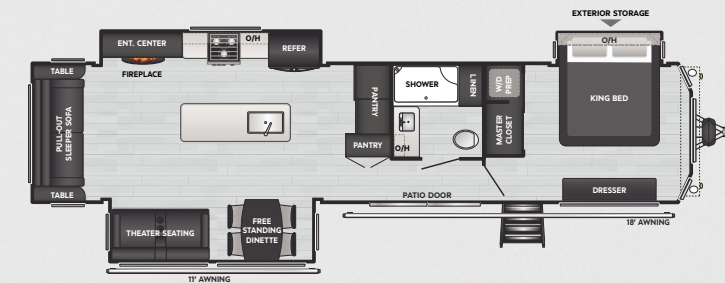 EXTERIOR STORAGE
O/H
ENT. CENTER
O/H
REFER
FIREPLACE
TABLE
PULL-OUT
SLEEPER SOFA
TABLE
PANTRY
PANTRY
SHOWER
LINEN
O/H
W/D
PREP
MASTER
CLOSET
KING BED
DRESSER
PATIO DOOR
18' AWNING
THEATER SEATING
FREE
STANDING
DINETTE
11' AWNING